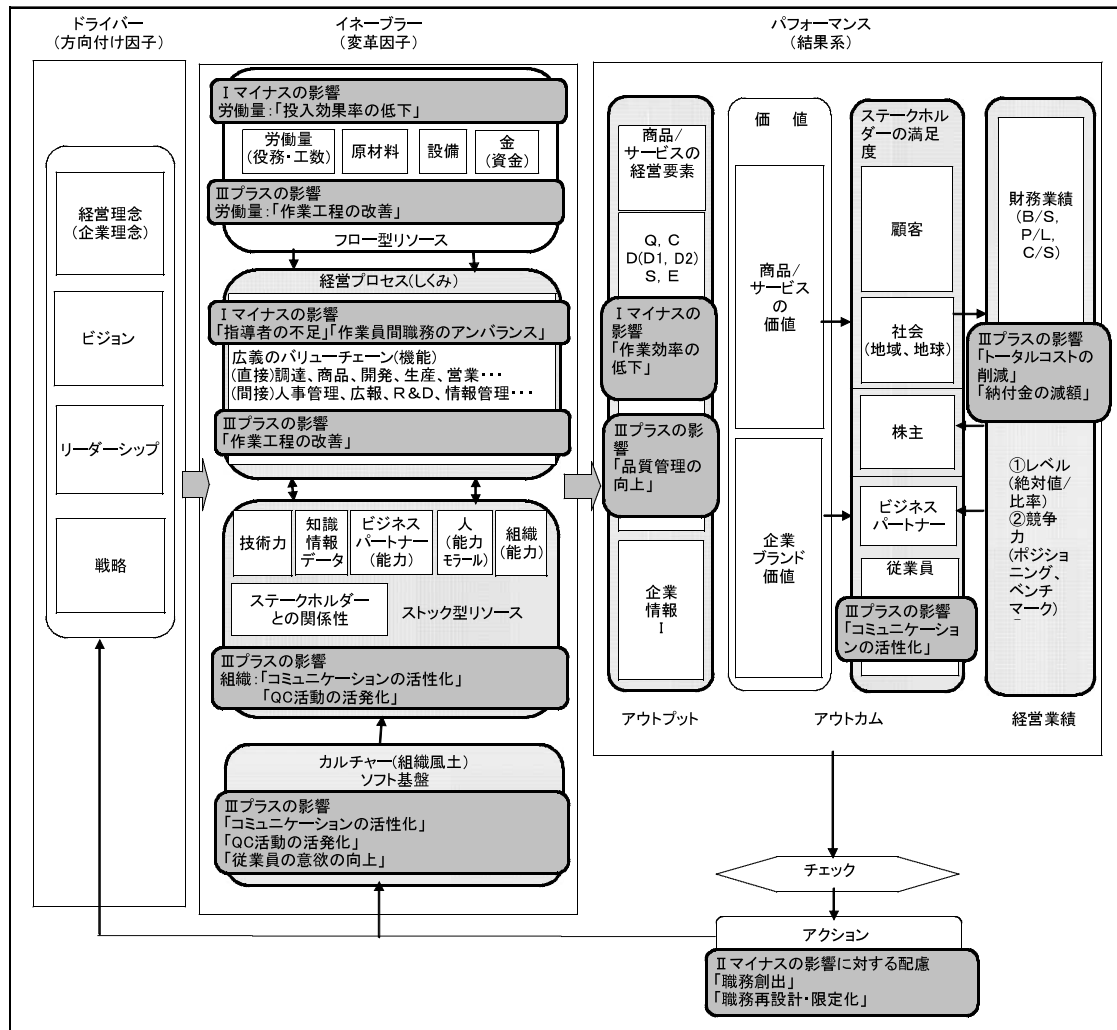 ドライバー
(方向付け因子)
イネーブラー
(変革因子)
パフォーマンス
(結果系)
経営理念
(企業理念)
ビジョン
リーダーシップ
戦略
Ⅰマイナスの影響
労働量:「投入効果率の低下」
労働量
(役務・工数)
原材料
設備
金
(資金)
Ⅲプラスの影響
労働量:「作業工程の改善」
フロー型リソース
経営プロセス(しくみ)
Ⅰマイナスの影響
「指導者の不足」「作業員間職務のアンバランス」
広義のバリューチェーン(機能)
(直接)調達、商品、開発、生産、営業・・・
(間接)人事管理、広報、R&D、情報管理・・・
Ⅲプラスの影響
「作業工程の改善」
技術力
知識
情報
データ
ビジネス
パートナー
(能力)
人
(能力
モラール)
組織
(能力)
ステークホルダー
との関係性
ストック型リソース
Ⅲプラスの影響
組織:「コミュニケーションの活性化」
「QC活動の活発化」
カルチャー(組織風土)
ソフト基盤
Ⅲプラスの影響
「コミュニケーションの活性化」
「QC活動の活発化」
「従業員の意欲の向上」
商品/
サービスの
経営要素
Q, C
D(D1, D2)
S, E
Ⅰマイナスの
影響
「作業効率の
低下」
Ⅲプラスの影
響
「品質管理の
向上」
企業
情報
I
アウトプット
価 値
商品/
サービス
の
価値
企業
ブランド
価値
ステークホル
ダーの満足
度
顧客
社会
(地域、地球)
株主
ビジネス
パートナー
従業員
Ⅲプラスの影響
「コミュニケーショ
ンの活性化」
アウトカム
財務業績
(B/S,
P/L,
C/S)
Ⅲプラスの影響
「トータルコストの
削減」
「納付金の減額」
①レベル
(絶対値/
比率)
②競争
力
(ポジショ
ニング、
ベンチ
マーク)
経営業績
チェック
アクション
Ⅱマイナスの影響に対する配慮
「職務創出」
「職務再設計・限定化」